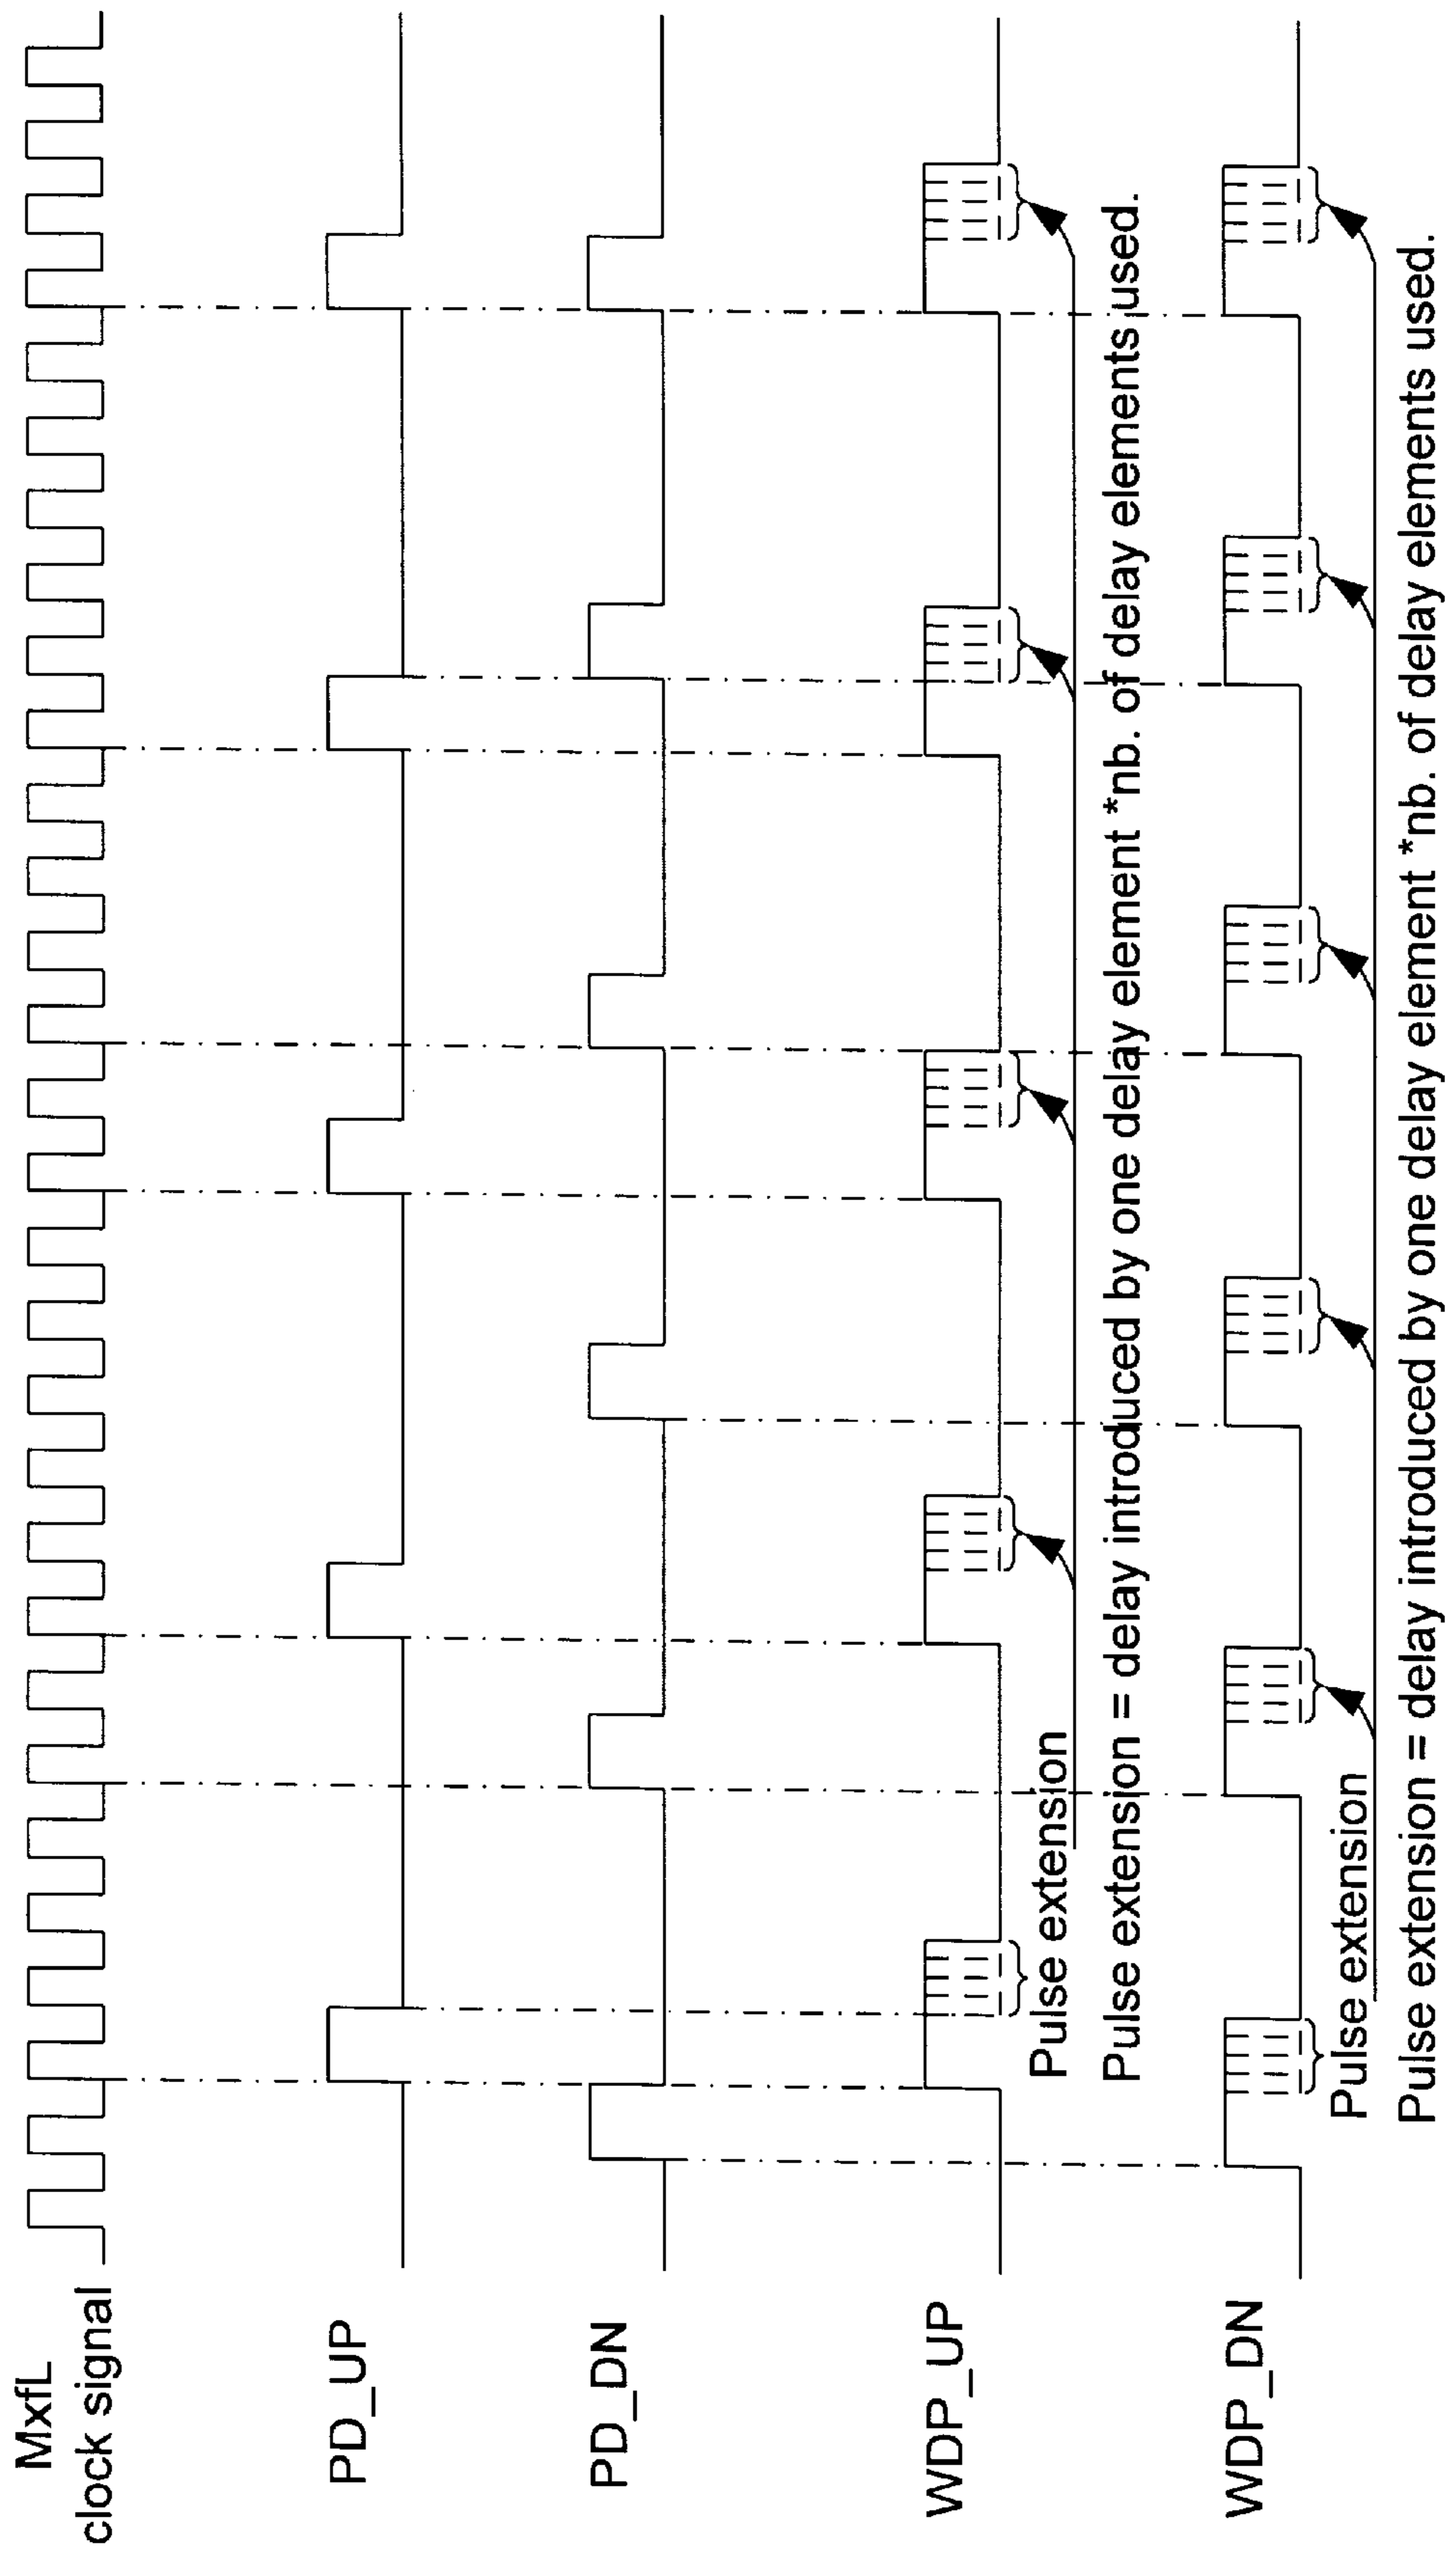 MxfL
clock signal
PD_UP
PD_DN
WDP_UP
Pulse extension
Pulse extension = delay introduced by one delay element *nb. of delay elements used.
WDP_DN
Pulse extension
Pulse extension = delay introduced by one delay element *nb. of delay elements used.